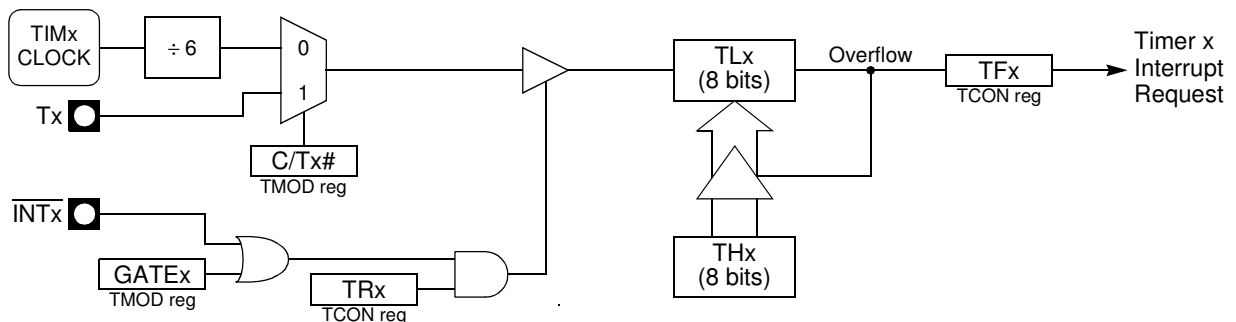 TIMx
CLOCK
÷ 6
0
1
Tx
C/Tx#
TMOD reg
INTx
GATEx
TMOD reg
TRx
TCON reg
TLx
(8 bits)
Overflow
TFx
TCON reg
Timer x
Interrupt
Request
THx
(8 bits)